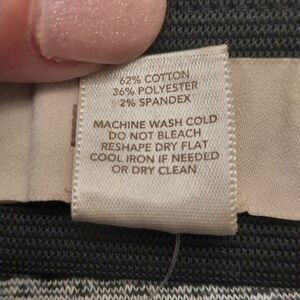 62% COTTON
36% POLYESTER
2% SPANDEX
MACHINE WASH COLD
DO NOT BLEACH
RESHAPE DRY FLAT
COOL IRON IF NEEDED
OR DRY CLEAN